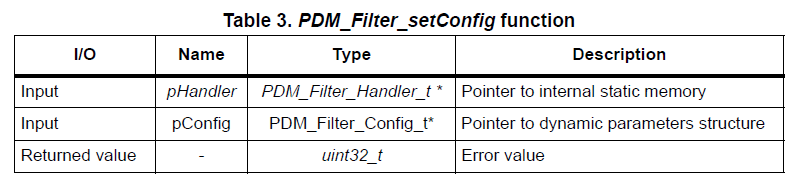 Table 3. PDM_Filter_setConfig function
I/O Name Type Description
Input pHandler PDM_Filter_Handler_t * Pointer to internal static memory
Input pConfig PDM_Filter_Config_t* Pointer to dynamic parameters structure
Returned value - uint32_t Error value